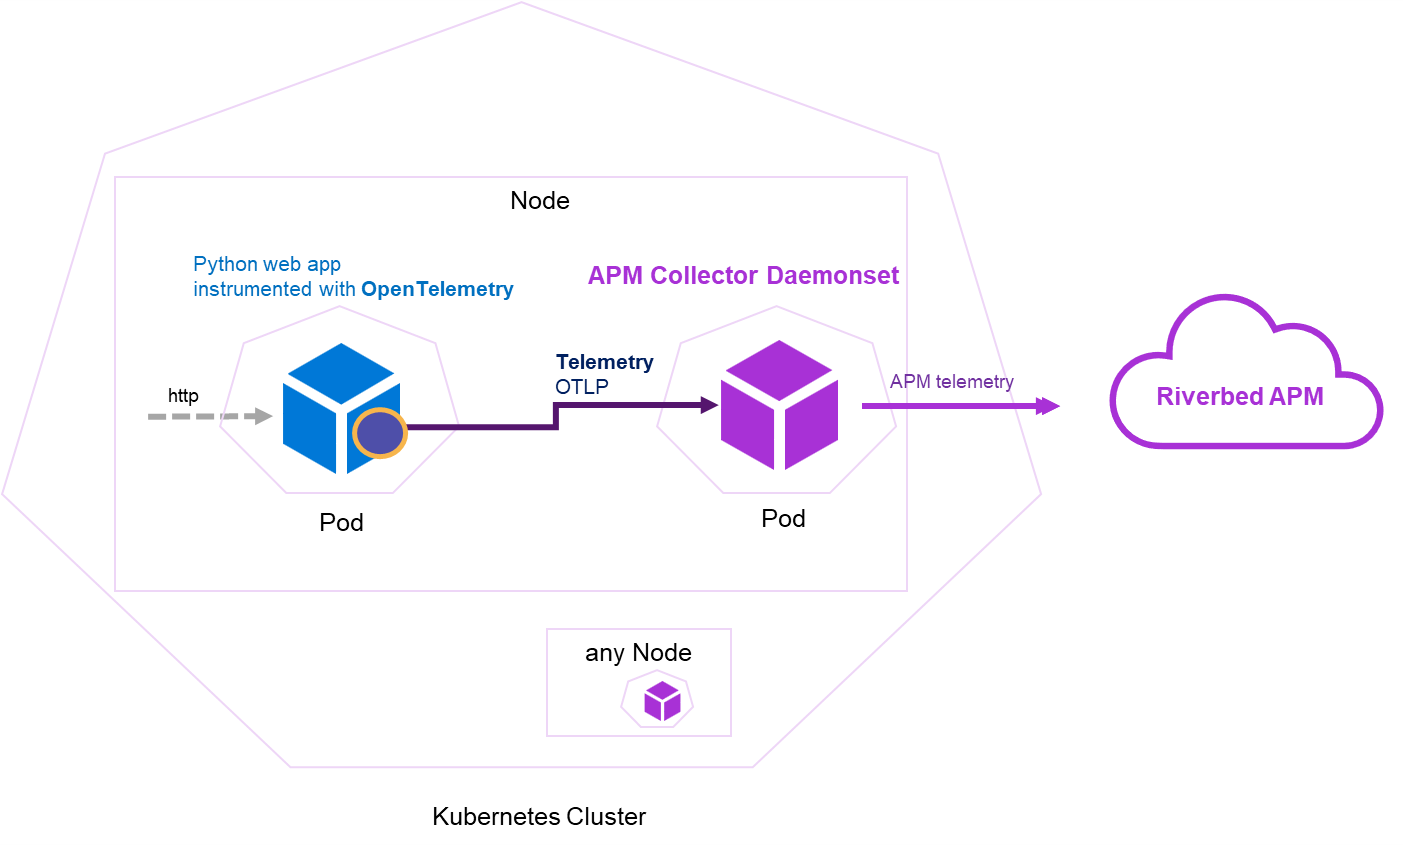 Node
Python web app
instrumented with OpenTelemetry
APM Collector Daemonset
http
Telemetry
OTLP
APM telemetry
Riverbed APM
Pod
Pod
any Node
Kubernetes Cluster